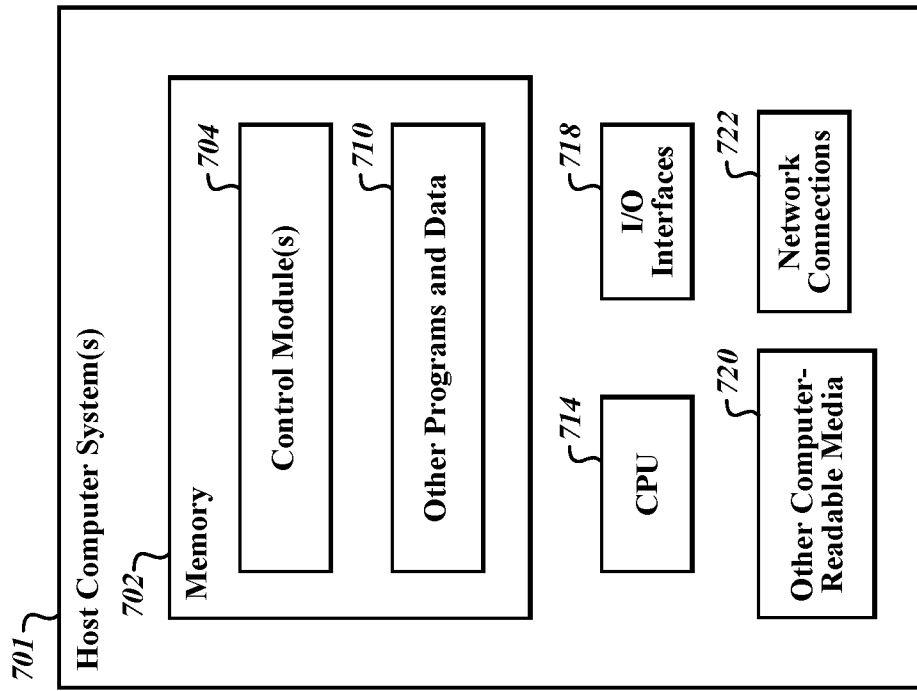 701
Host Computer System(s)
702
Memory
704
Control Module(s)
710
Other Programs and Data
714
CPU
718
I/O
Interfaces
720
Other Computer-
Readable Media
722
Network
Connections